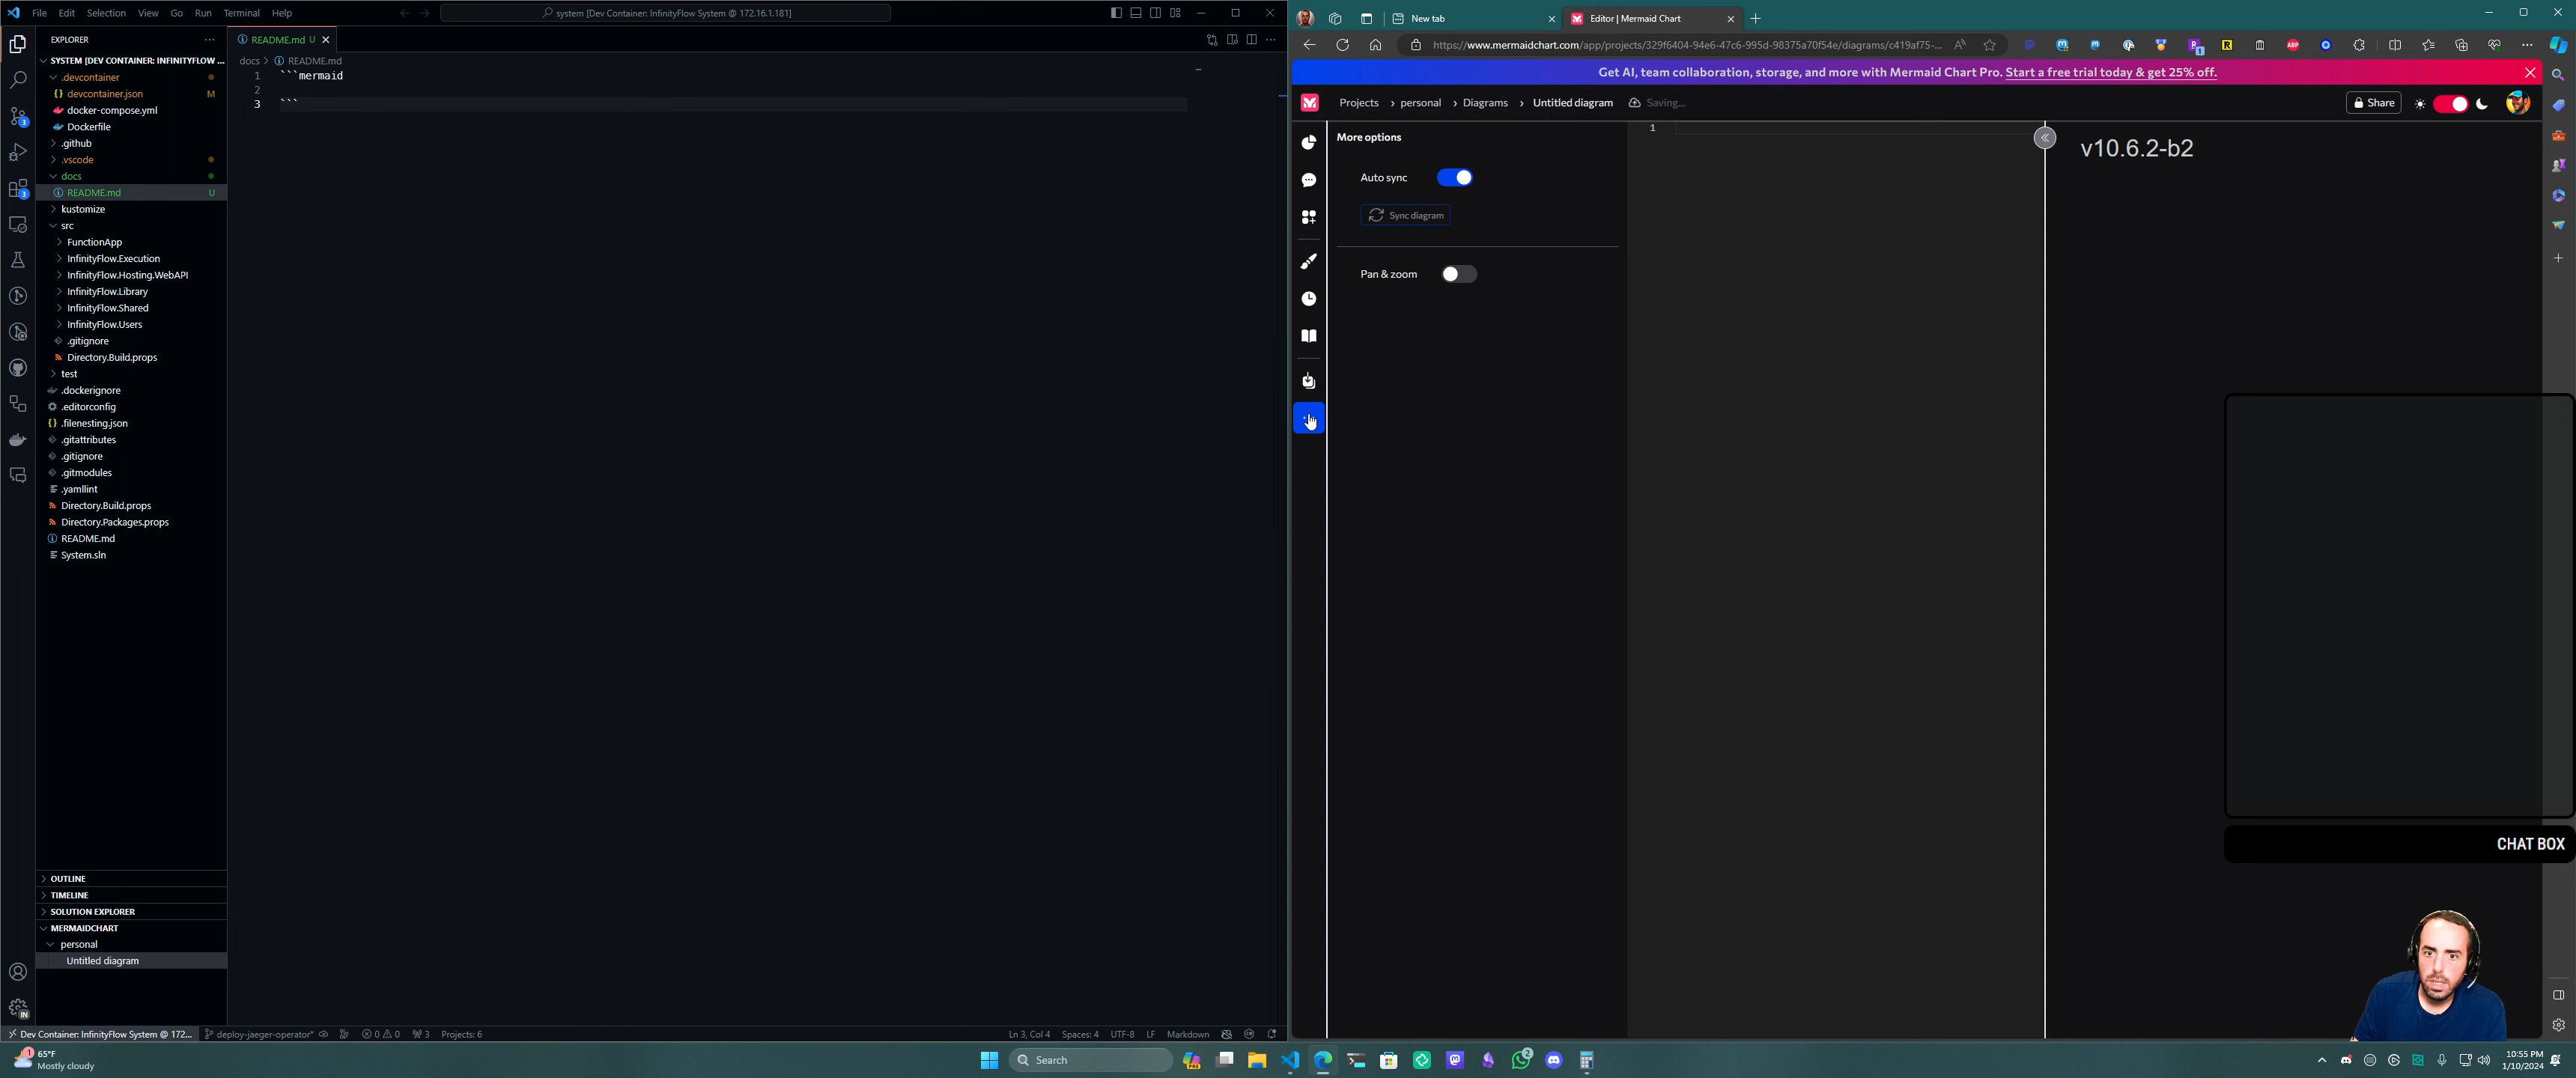 File Edit Selection View Go Run Terminal Help
system [Dev Container: InfinityFlow System @ 172.16.1.181]
EXPLORER
SYSTEM [DEV CONTAINER: INFINITYFLOW ...
.devcontainer
devcontainer.json M
docker-compose.yml
Dockerfile
.github
.vscode
docs
README.md U
kustomize
src
FunctionApp
InfinityFlow.Execution
InfinityFlow.Hosting.WebAPI
InfinityFlow.Library
InfinityFlow.Shared
InfinityFlow.Users
.gitignore
Directory.Build.props
test
.dockerignore
.editorconfig
.filenesting.json
.gitattributes
.gitignore
.gitmodules
.yamllint
Directory.Build.props
Directory.Packages.props
README.md
System.sln
OUTLINE
TIMELINE
SOLUTION EXPLORER
MERMAIDCHART
personal
Untitled diagram
README.md U
docs > README.md
1 ```mermaid
2
3 ```
Dev Container: InfinityFlow System @ 172... deploy-jaeger-operator* 0 0 3 Projects: 6
Ln 3, Col 4 Spaces: 4 UTF-8 LF Markdown
New tab
Editor | Mermaid Chart
https://www.mermaidchart.com/app/projects/329f6404-94e6-47c6-995d-98375a70f54e/diagrams/c419af75-...
Get AI, team collaboration, storage, and more with Mermaid Chart Pro. Start a free trial today & get 25% off.
Projects > personal > Diagrams > Untitled diagram Saving...
Share
More options
Auto sync
Sync diagram
Pan & zoom
1
v10.6.2-b2
CHAT BOX
65°F
Mostly cloudy
Search
10:55 PM
1/10/2024